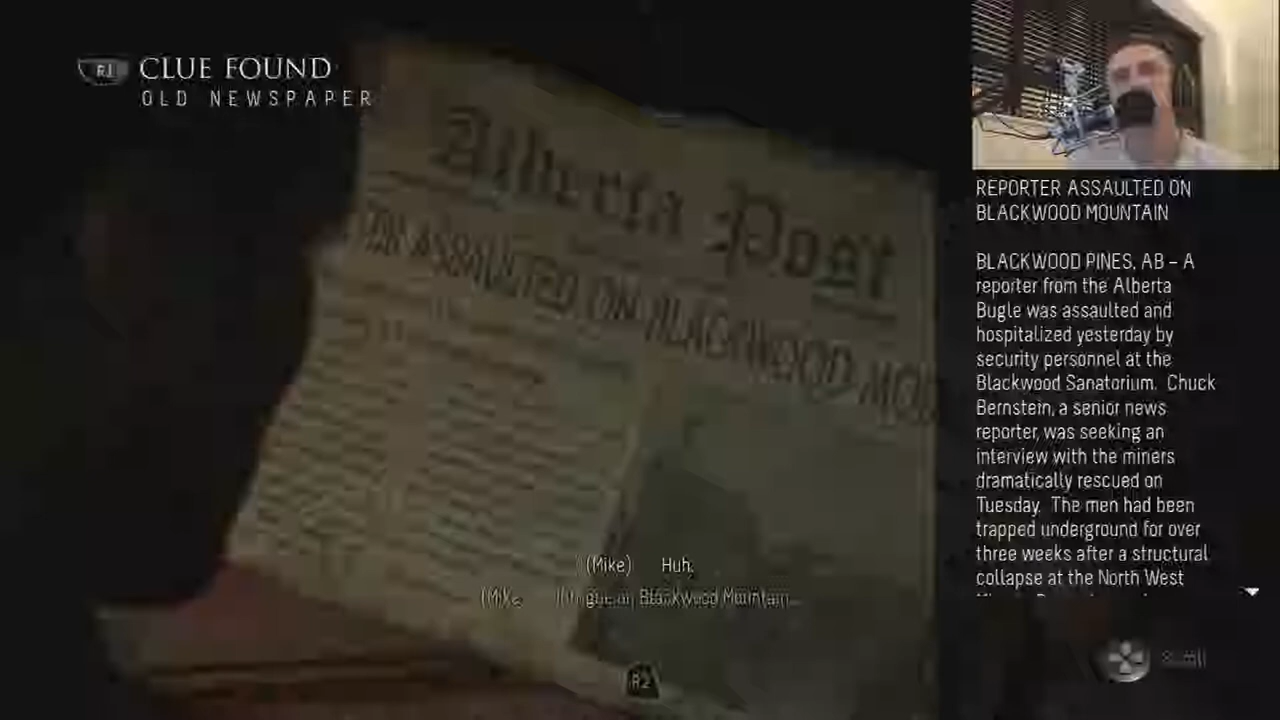 R1 CLUE FOUND
OLD NEWSPAPER
Alberta Post
ASSAULTED ON BLACKWOOD
REPORTER ASSAULTED ON
BLACKWOOD MOUNTAIN
BLACKWOOD PINES, AB – A
reporter from the Alberta
Bugle was assaulted and
hospitalized yesterday by
security personnel at the
Blackwood Sanatorium. Chuck
Bernstein, a senior news
reporter, was seeking an
interview with the miners
dramatically rescued on
Tuesday. The men had been
trapped underground for over
three weeks after a structural
collapse at the North West
(Mike) Huh.
(Mike Blackwood Mountain
R2
Scroll